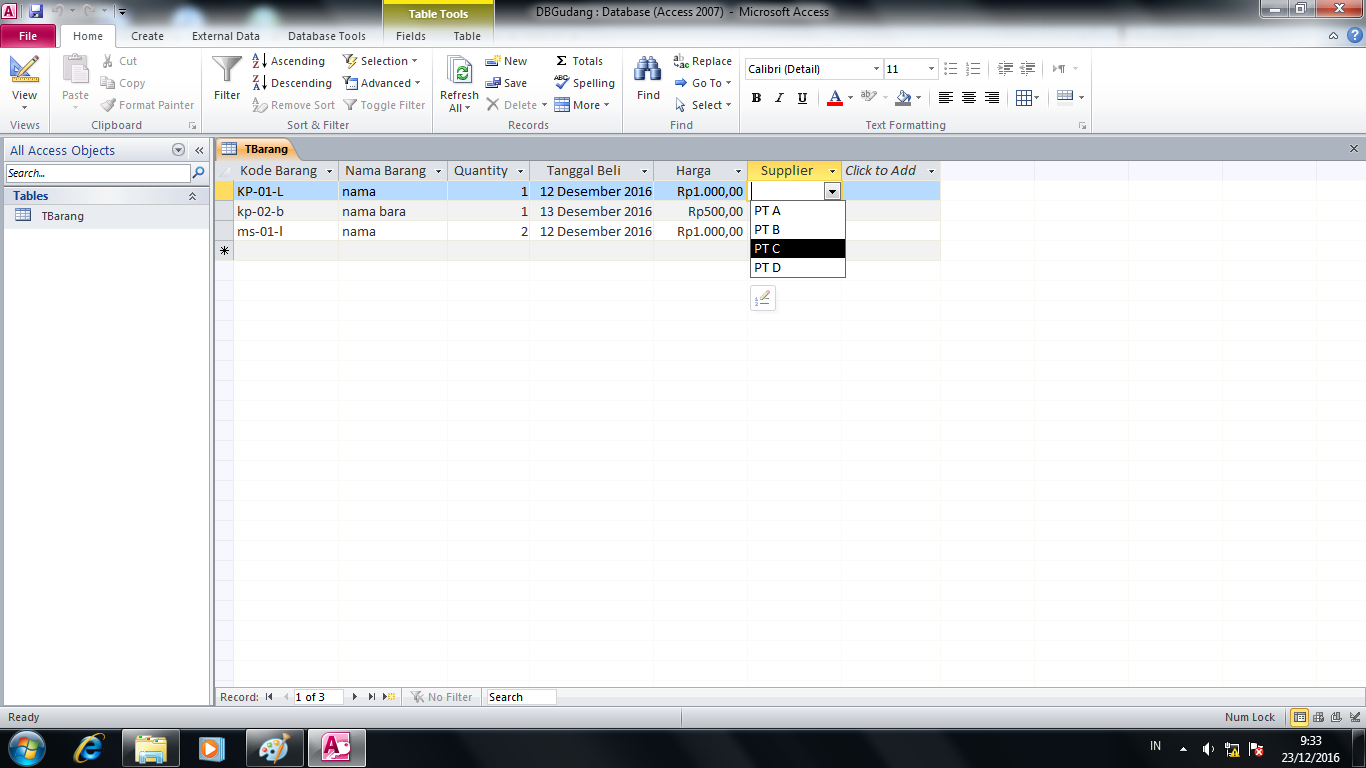 Table Tools
DBGudang : Database (Access 2007) - Microsoft Access
File Home Create External Data Database Tools Fields Table
View
Views
Paste
Cut
Copy
Format Painter
Clipboard
Filter
Ascending
Descending
Remove Sort
Selection
Advanced
Toggle Filter
Sort & Filter
Refresh
All
New
Save
Delete
Totals
Spelling
More
Records
Find
Replace
Go To
Select
Find
Calibri (Detail) 11
B I U A ab
Text Formatting
All Access Objects
Search...
Tables
TBarang
TBarang
Kode Barang Nama Barang Quantity Tanggal Beli Harga Supplier Click to Add
KP-01-L nama 1 12 Desember 2016 Rp1.000,00
kp-02-b nama bara 1 13 Desember 2016 Rp500,00
ms-01-l nama 2 12 Desember 2016 Rp1.000,00
PT A
PT B
PT C
PT D
Record: 1 of 3 No Filter Search
Ready Num Lock
IN 9:33
23/12/2016